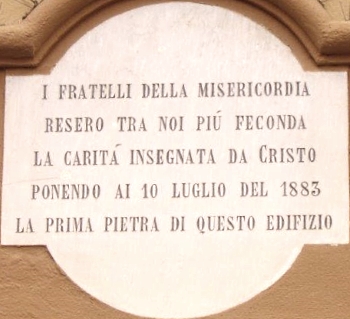 I FRATELLI DELLA MISERICORDIA
RESERO TRA NOI PIÚ FECONDA
LA CARITÁ INSEGNATA DA CRISTO
PONENDO AI 10 LUGLIO DEL 1883
LA PRIMA PIETRA DI QUESTO EDIFIZIO